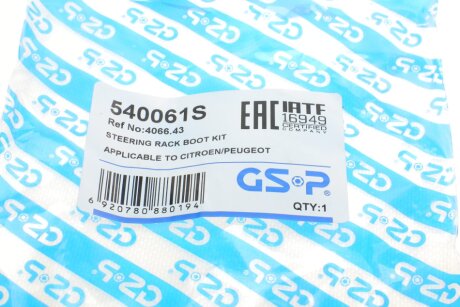 540061S
Ref No:4066.43
STEERING RACK BOOT KIT
APPLICABLE TO CITROEN/PEUGEOT
EAC IATF
16949
CERTIFIED
COMPANY
GSP®
6 920780 880194
QTY:1